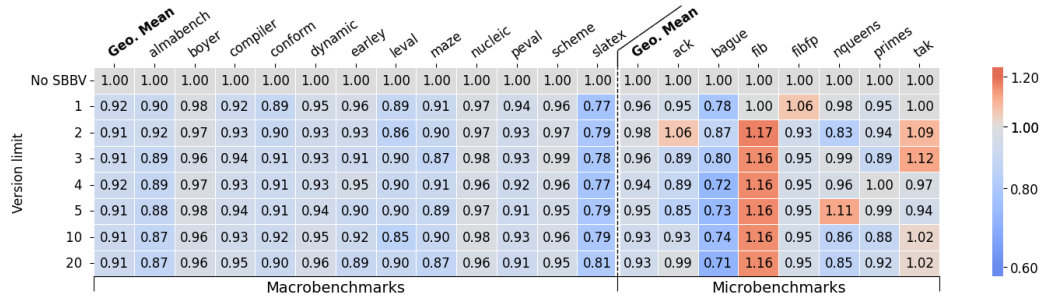 Geo. Mean almabench boyer compiler conform dynamic earley leval maze nucleic peval scheme slatex Geo. Mean ack bague fib fibfp nqueens primes tak
No SBBV 1.00 1.00 1.00 1.00 1.00 1.00 1.00 1.00 1.00 1.00 1.00 1.00 1.00 1.00 1.00 1.00 1.00 1.00 1.00 1.00 1.00
1 0.92 0.90 0.98 0.92 0.89 0.95 0.96 0.89 0.91 0.97 0.94 0.96 0.77 0.96 0.95 0.78 1.00 1.06 0.98 0.95 1.00
2 0.91 0.92 0.97 0.93 0.90 0.93 0.93 0.86 0.90 0.97 0.93 0.97 0.79 0.98 1.06 0.87 1.17 0.93 0.83 0.94 1.09
3 0.91 0.89 0.96 0.94 0.91 0.93 0.91 0.90 0.87 0.98 0.93 0.99 0.78 0.96 0.89 0.80 1.16 0.95 0.99 0.89 1.12
4 0.92 0.89 0.97 0.93 0.91 0.93 0.95 0.90 0.91 0.96 0.92 0.96 0.77 0.94 0.89 0.72 1.16 0.95 0.96 1.00 0.97
5 0.91 0.88 0.98 0.94 0.91 0.94 0.90 0.90 0.89 0.97 0.91 0.95 0.79 0.95 0.85 0.73 1.16 0.95 1.11 0.99 0.94
10 0.91 0.87 0.96 0.93 0.92 0.95 0.92 0.85 0.90 0.98 0.93 0.96 0.79 0.93 0.93 0.74 1.16 0.95 0.86 0.88 1.02
20 0.91 0.87 0.96 0.95 0.90 0.96 0.89 0.90 0.87 0.96 0.91 0.95 0.81 0.93 0.99 0.71 1.16 0.95 0.85 0.92 1.02
Version limit
Macrobenchmarks Microbenchmarks
1.20
1.00
0.80
0.60